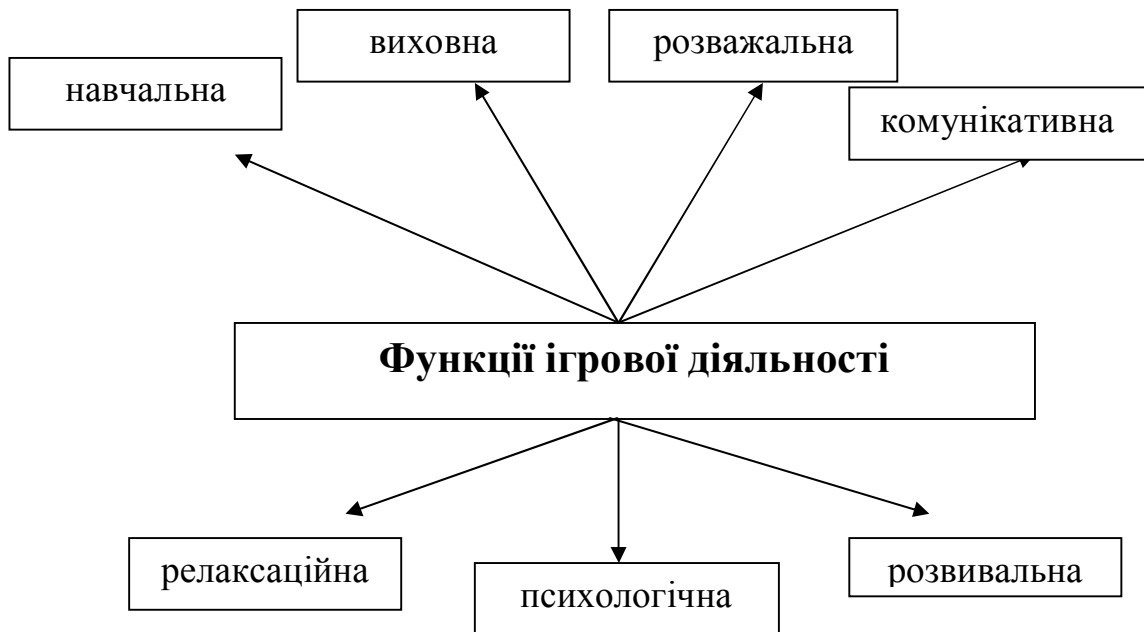 виховна
розважальна
навчальна
комунікативна
Функції ігрової діяльності
релаксаційна
психологічна
розвивальна